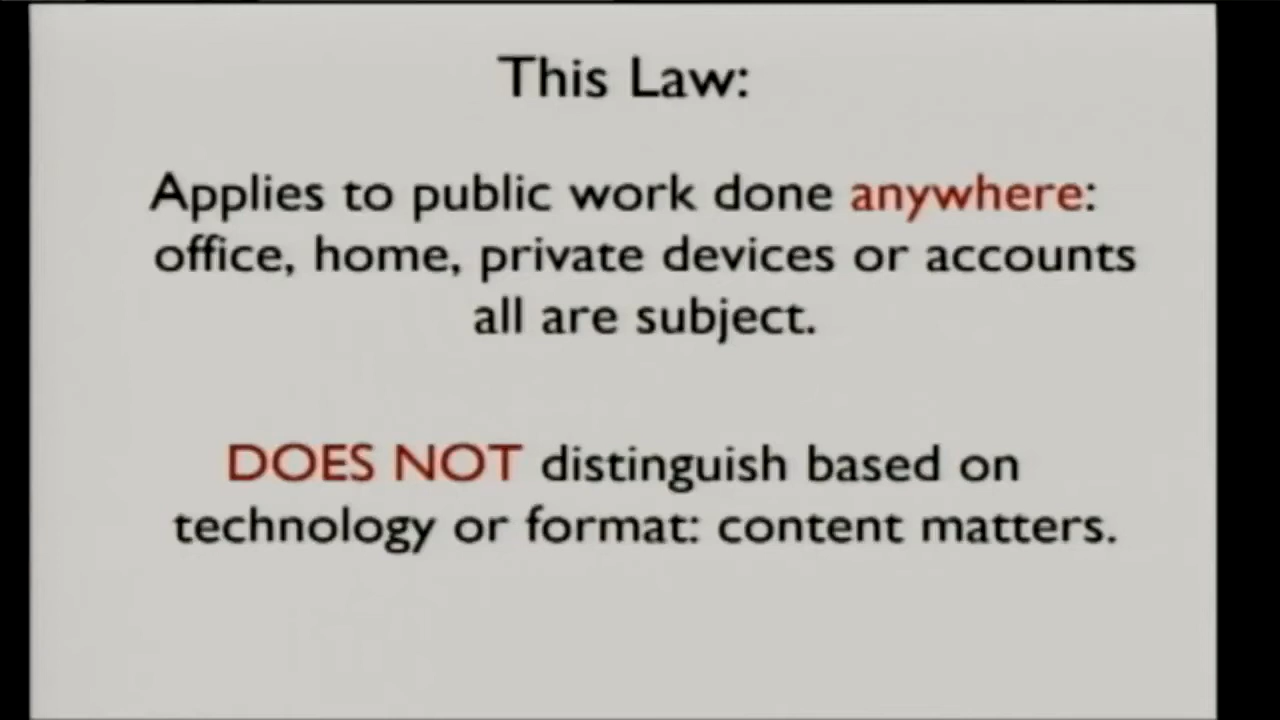 This Law:
Applies to public work done anywhere:
office, home, private devices or accounts
all are subject.
DOES NOT distinguish based on
technology or format: content matters.